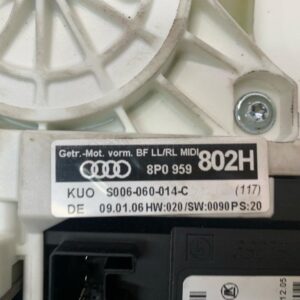 Getr.-Mot. vorm. BF LL/RL MIDI
8P0 959 802H
KUO S006-060-014-C (117)
DE 09.01.06 HW:020/SW:0090 PS:20